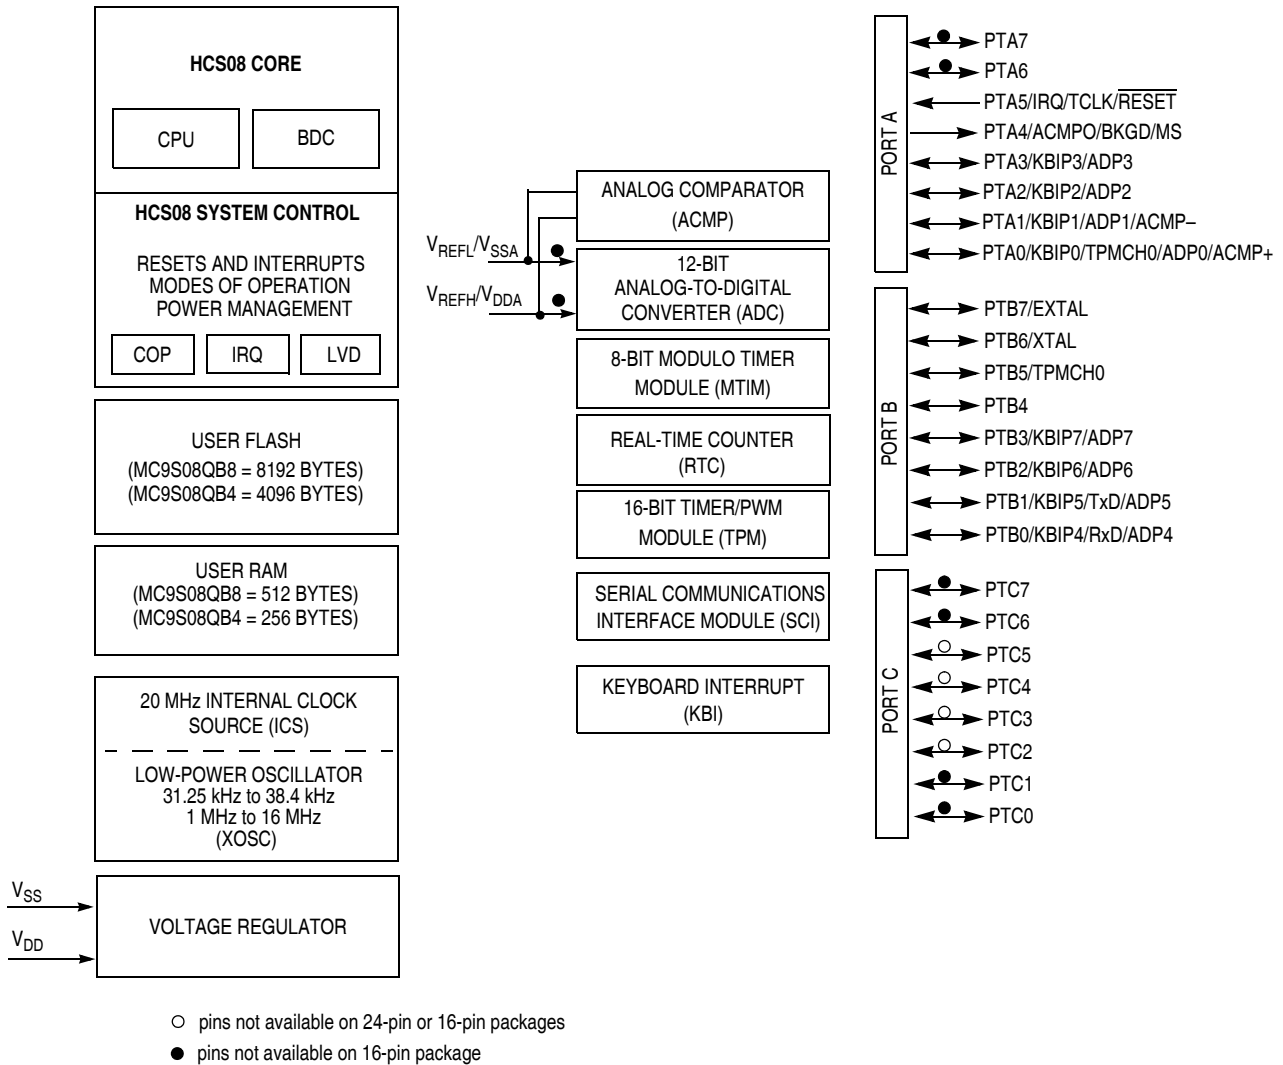 HCS08 CORE
CPU
BDC
HCS08 SYSTEM CONTROL
RESETS AND INTERRUPTS
MODES OF OPERATION
POWER MANAGEMENT
COP
IRQ
LVD
USER FLASH
(MC9S08QB8 = 8192 BYTES)
(MC9S08QB4 = 4096 BYTES)
USER RAM
(MC9S08QB8 = 512 BYTES)
(MC9S08QB4 = 256 BYTES)
20 MHz INTERNAL CLOCK
SOURCE (ICS)
LOW-POWER OSCILLATOR
31.25 kHz to 38.4 kHz
1 MHz to 16 MHz
(XOSC)
VSS
VDD
VOLTAGE REGULATOR
VREFL/VSSA
VREFH/VDDA
ANALOG COMPARATOR
(ACMP)
12-BIT
ANALOG-TO-DIGITAL
CONVERTER (ADC)
8-BIT MODULO TIMER
MODULE (MTIM)
REAL-TIME COUNTER
(RTC)
16-BIT TIMER/PWM
MODULE (TPM)
SERIAL COMMUNICATIONS
INTERFACE MODULE (SCI)
KEYBOARD INTERRUPT
(KBI)
PORT A
PTA7
PTA6
PTA5/IRQ/TCLK/RESET
PTA4/ACMPO/BKGD/MS
PTA3/KBIP3/ADP3
PTA2/KBIP2/ADP2
PTA1/KBIP1/ADP1/ACMP–
PTA0/KBIP0/TPMCH0/ADP0/ACMP+
PORT B
PTB7/EXTAL
PTB6/XTAL
PTB5/TPMCH0
PTB4
PTB3/KBIP7/ADP7
PTB2/KBIP6/ADP6
PTB1/KBIP5/TxD/ADP5
PTB0/KBIP4/RxD/ADP4
PORT C
PTC7
PTC6
PTC5
PTC4
PTC3
PTC2
PTC1
PTC0
pins not available on 24-pin or 16-pin packages
pins not available on 16-pin package